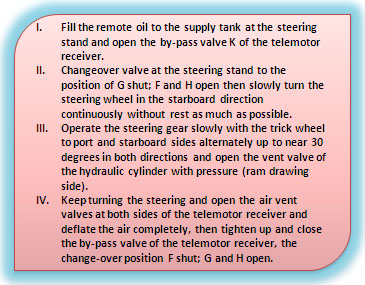 I. Fill the remote oil to the supply tank at the steering
stand and open the by-pass valve K of the telemotor
receiver.
II. Changeover valve at the steering stand to the
position of G shut; F and H open then slowly turn the
steering wheel in the starboard direction
continuously without rest as much as possible.
III. Operate the steering gear slowly with the trick wheel
to port and starboard sides alternately up to near 30
degrees in both directions and open the vent valve of
the hydraulic cylinder with pressure (ram drawing
side).
IV. Keep turning the steering and open the air vent
valves at both sides of the telemotor receiver and
deflate the air completely, then tighten up and close
the by-pass valve of the telemotor receiver, the
change-over position F shut; G and H open.